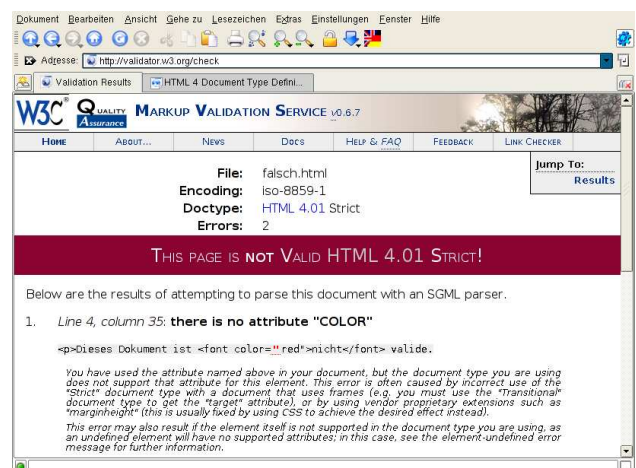 Dokument Bearbeiten Ansicht Gehe zu Lesezeichen Extras Einstellungen Fenster Hilfe
Adresse: http://validator.w3.org/check
Validation Results HTML 4 Document Type Defini...
W3C® QUALITY Assurance MARKUP VALIDATION SERVICE v0.6.7
HOME ABOUT... NEWS DOCS HELP & FAQ FEEDBACK LINK CHECKER
Jump To:
Results
File: falsch.html
Encoding: iso-8859-1
Doctype: HTML 4.01 Strict
Errors: 2
THIS PAGE IS NOT VALID HTML 4.01 STRICT!
Below are the results of attempting to parse this document with an SGML parser.
1. Line 4, column 35: there is no attribute "COLOR"
<p>Dieses Dokument ist <font color="red">nicht</font> valide.
You have used the attribute named above in your document, but the document type you are using
does not support that attribute for this element. This error is often caused by incorrect use of the
"Strict" document type with a document that uses frames (e.g. you must use the "Transitional"
document type to get the "target" attribute), or by using vendor proprietary extensions such as
"marginheight" (this is usually fixed by using CSS to achieve the desired effect instead).
This error may also result if the element itself is not supported in the document type you are using, as
an undefined element will have no supported attributes; in this case, see the element-undefined error
message for further information.